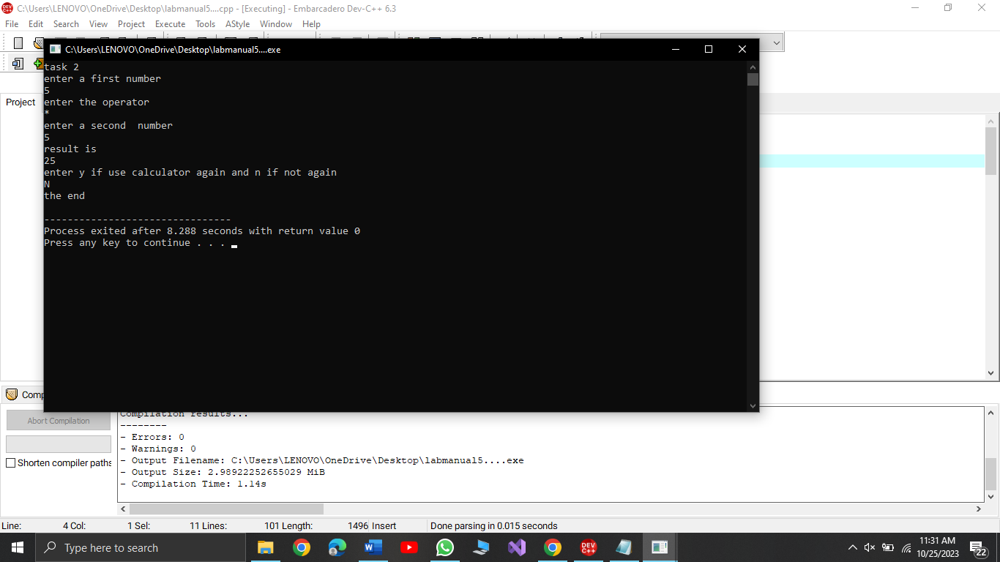 C:\Users\LENOVO\OneDrive\Desktop\labmanual5....cpp - [Executing] - Embarcadero Dev-C++ 6.3
File Edit Search View Project Execute Tools AStyle Window Help
C:\Users\LENOVO\OneDrive\Desktop\labmanual5....exe
task 2
enter a first number
5
Project
enter the operator
*
enter a second  number
5
result is
25
enter y if use calculator again and n if not again
N
the end
--------------------------------
Process exited after 8.288 seconds with return value 0
Press any key to continue . . .
Comp
Abort Compilation
Shorten compiler paths
Compilation results...
--------
- Errors: 0
- Warnings: 0
- Output Filename: C:\Users\LENOVO\OneDrive\Desktop\labmanual5....exe
- Output Size: 2.98922252655029 MiB
- Compilation Time: 1.14s
Line: 4 Col: 1 Sel: 11 Lines: 101 Length: 1496 Insert Done parsing in 0.015 seconds
Type here to search
DEV C++
11:31 AM
10/25/2023
22